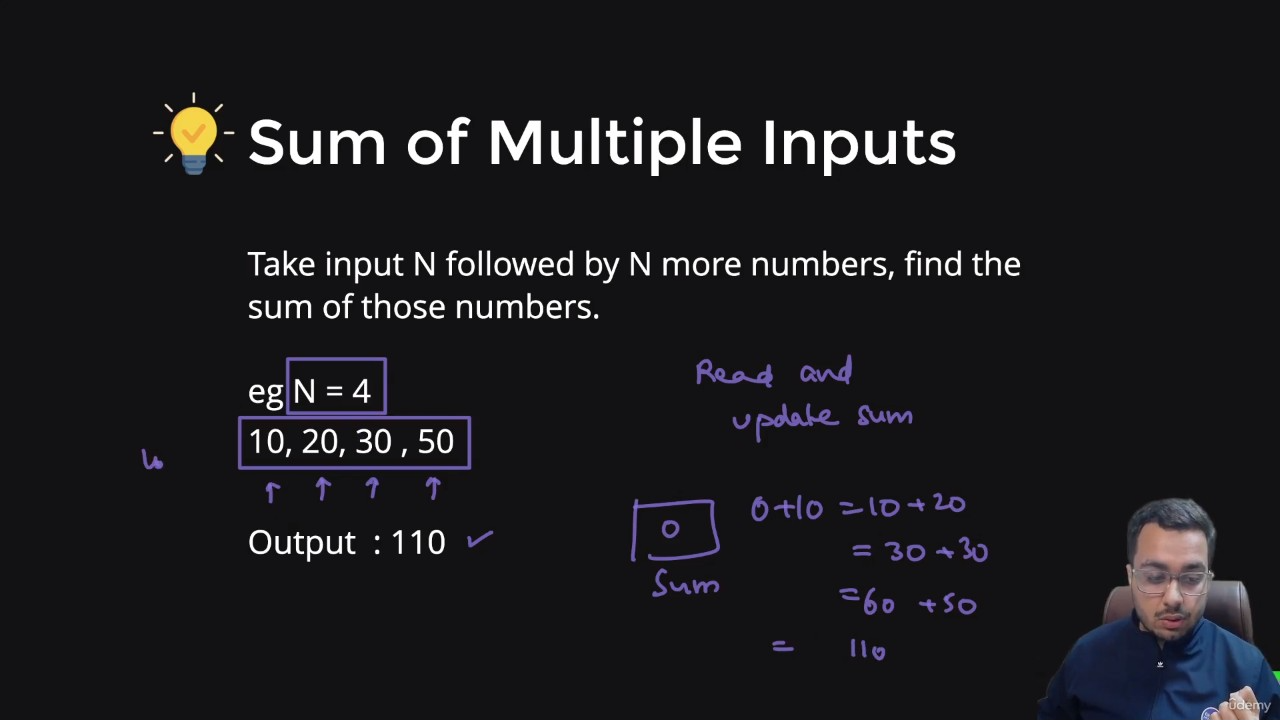 Sum of Multiple Inputs
Take input N followed by N more numbers, find the
sum of those numbers.
eg N = 4
10, 20, 30 , 50
Output : 110
Read and
update sum
0
Sum
0+10 =10+20
= 30+30
=60 +50
= 110
udemy